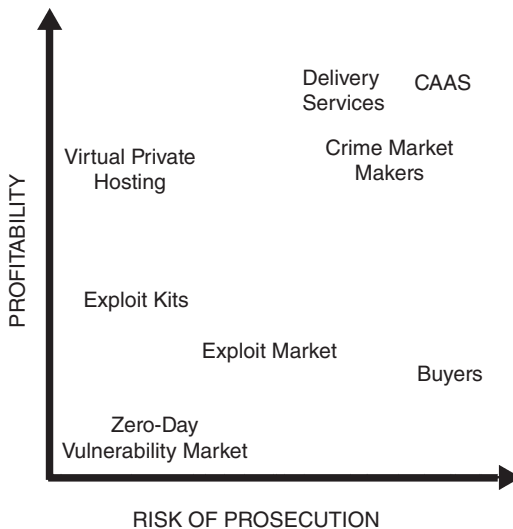 Delivery
Services
CAAS
Virtual Private
Hosting
Crime Market
Makers
PROFITABILITY
Exploit Kits
Exploit Market
Buyers
Zero-Day
Vulnerability Market
RISK OF PROSECUTION